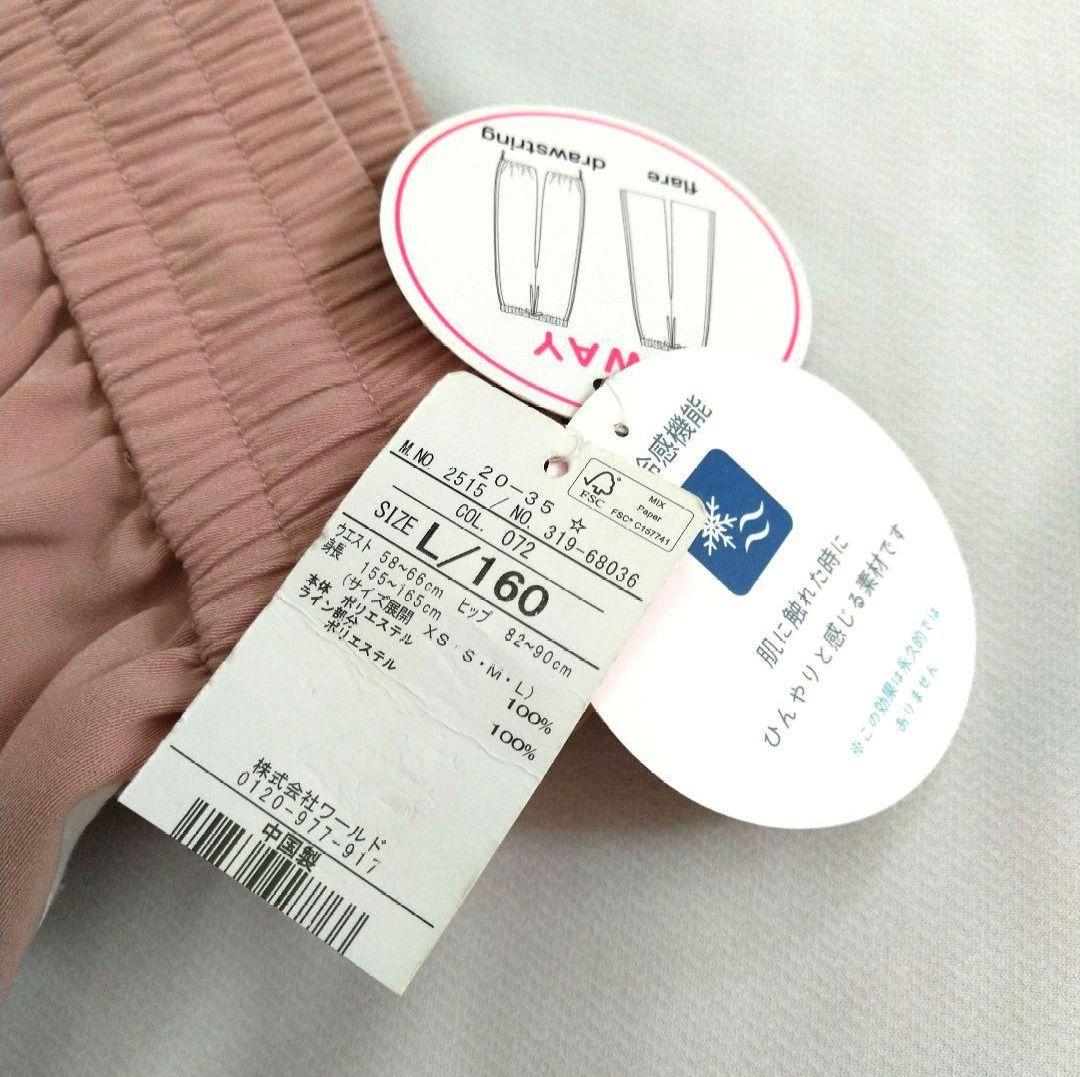 drawstring
flare
WAY
冷感機能
肌に触れた時に
ひんやりと感じる素材です
※この効果は永久的では
ありません
FSC
MIX
Paper
FSC® C157741
20-35 ☆
M.NO. 2515 / NO. 319-68036
COL. 072
SIZE L/160
ウエスト 58~66cm ヒップ 82~90cm
身長 155~165cm
(サイズ展開 XS・S・M・L)
本体 ポリエステル 100%
ライン部分
ポリエステル 100%
株式会社ワールド
0120-977-917
中国製